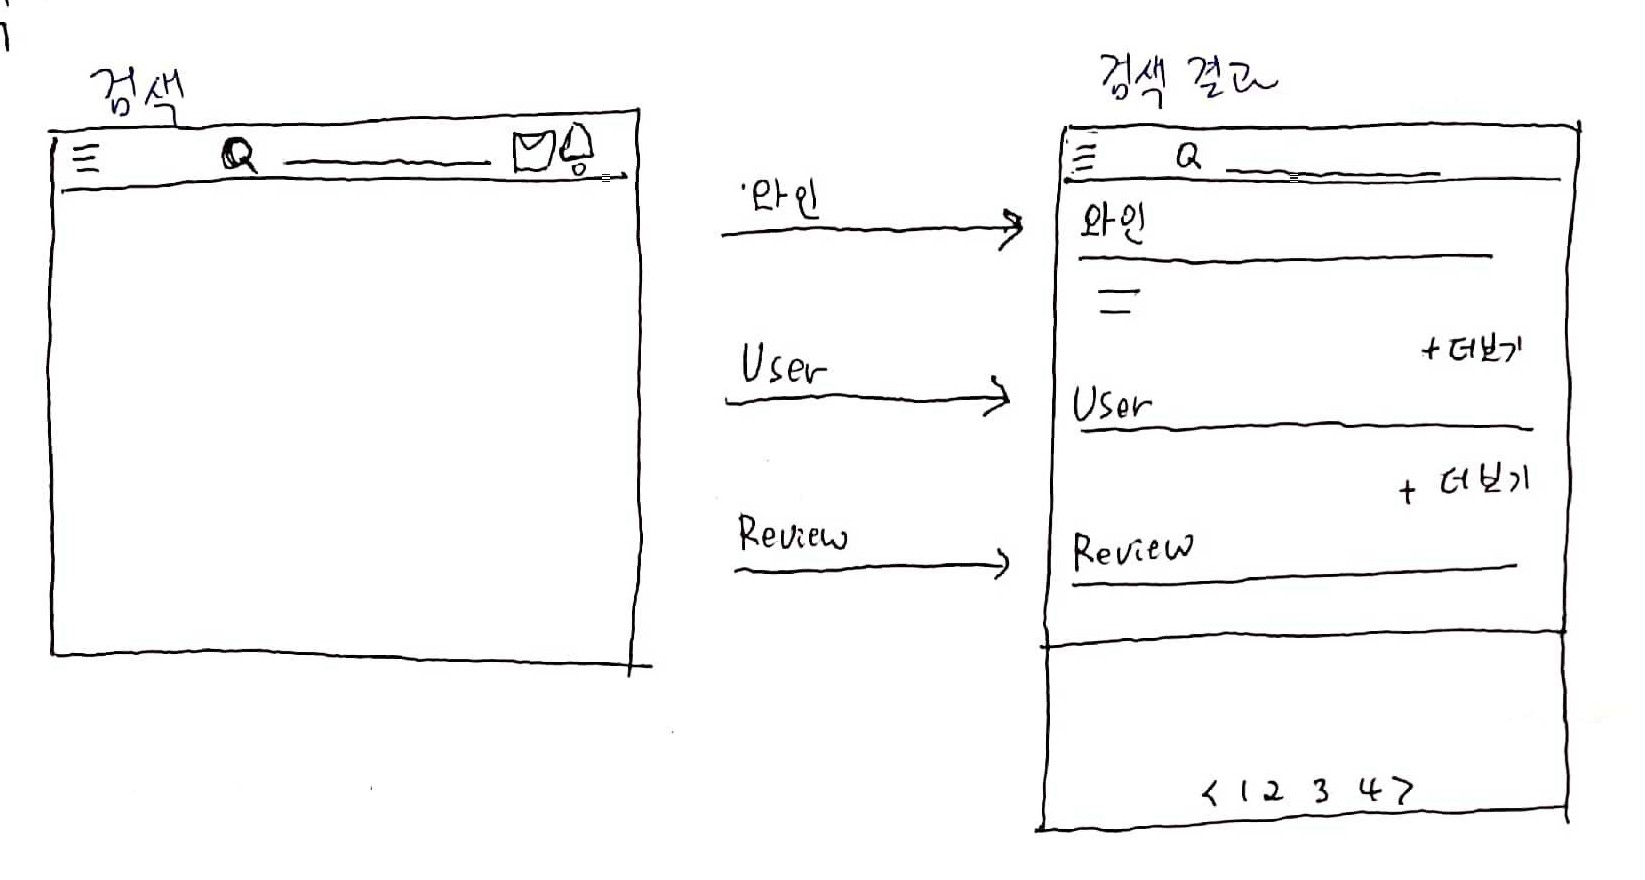 검색
와인
User
Review
검색 결과
와인
+ 더보기
User
+ 더보기
Review
< 1 2 3 4 >